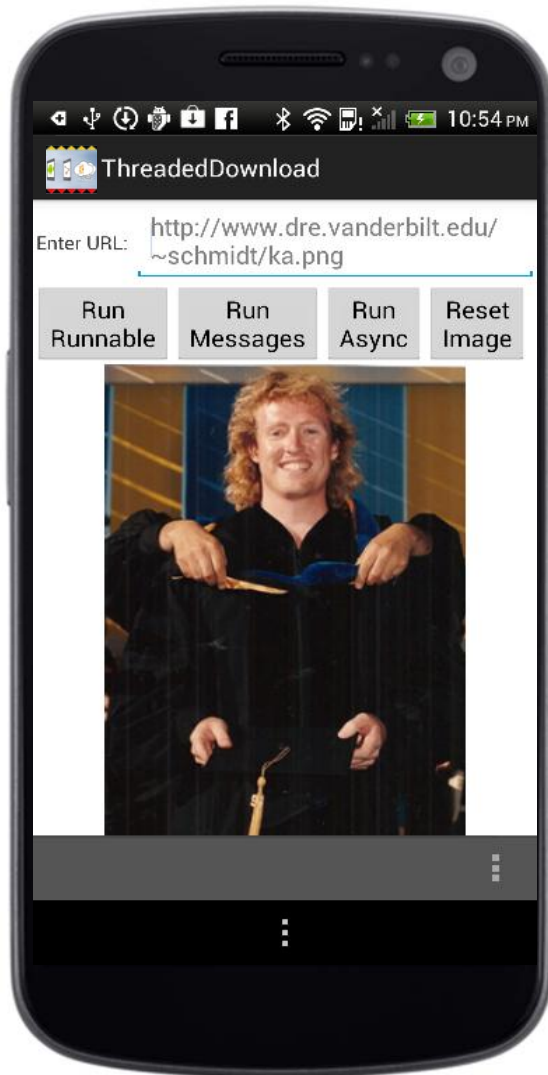 10:54 PM
ThreadedDownload
Enter URL:
http://www.dre.vanderbilt.edu/
~schmidt/ka.png
Run
Runnable
Run
Messages
Run
Async
Reset
Image